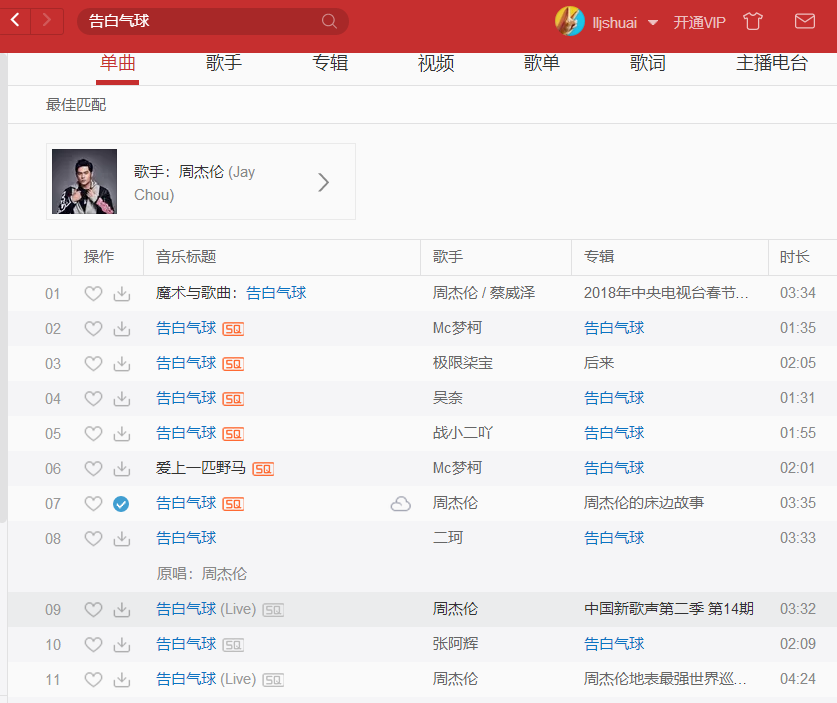 告白气球 lljshuai 开通VIP
单曲 歌手 专辑 视频 歌单 歌词 主播电台
最佳匹配
歌手：周杰伦 (Jay
Chou)
操作 音乐标题 歌手 专辑 时长
01 魔术与歌曲：告白气球 周杰伦 / 蔡威泽 2018年中央电视台春节... 03:34
02 告白气球 SQ Mc梦柯 告白气球 01:35
03 告白气球 SQ 极限柒宝 后来 02:05
04 告白气球 SQ 吴奈 告白气球 01:31
05 告白气球 SQ 战小二吖 告白气球 01:55
06 爱上一匹野马 SQ Mc梦柯 告白气球 02:01
07 告白气球 SQ 周杰伦 周杰伦的床边故事 03:35
08 告白气球 二珂 告白气球 03:33
原唱：周杰伦
09 告白气球 (Live) SQ 周杰伦 中国新歌声第二季 第14期 03:32
10 告白气球 SQ 张阿辉 告白气球 02:09
11 告白气球 (Live) SQ 周杰伦 周杰伦地表最强世界巡... 04:24